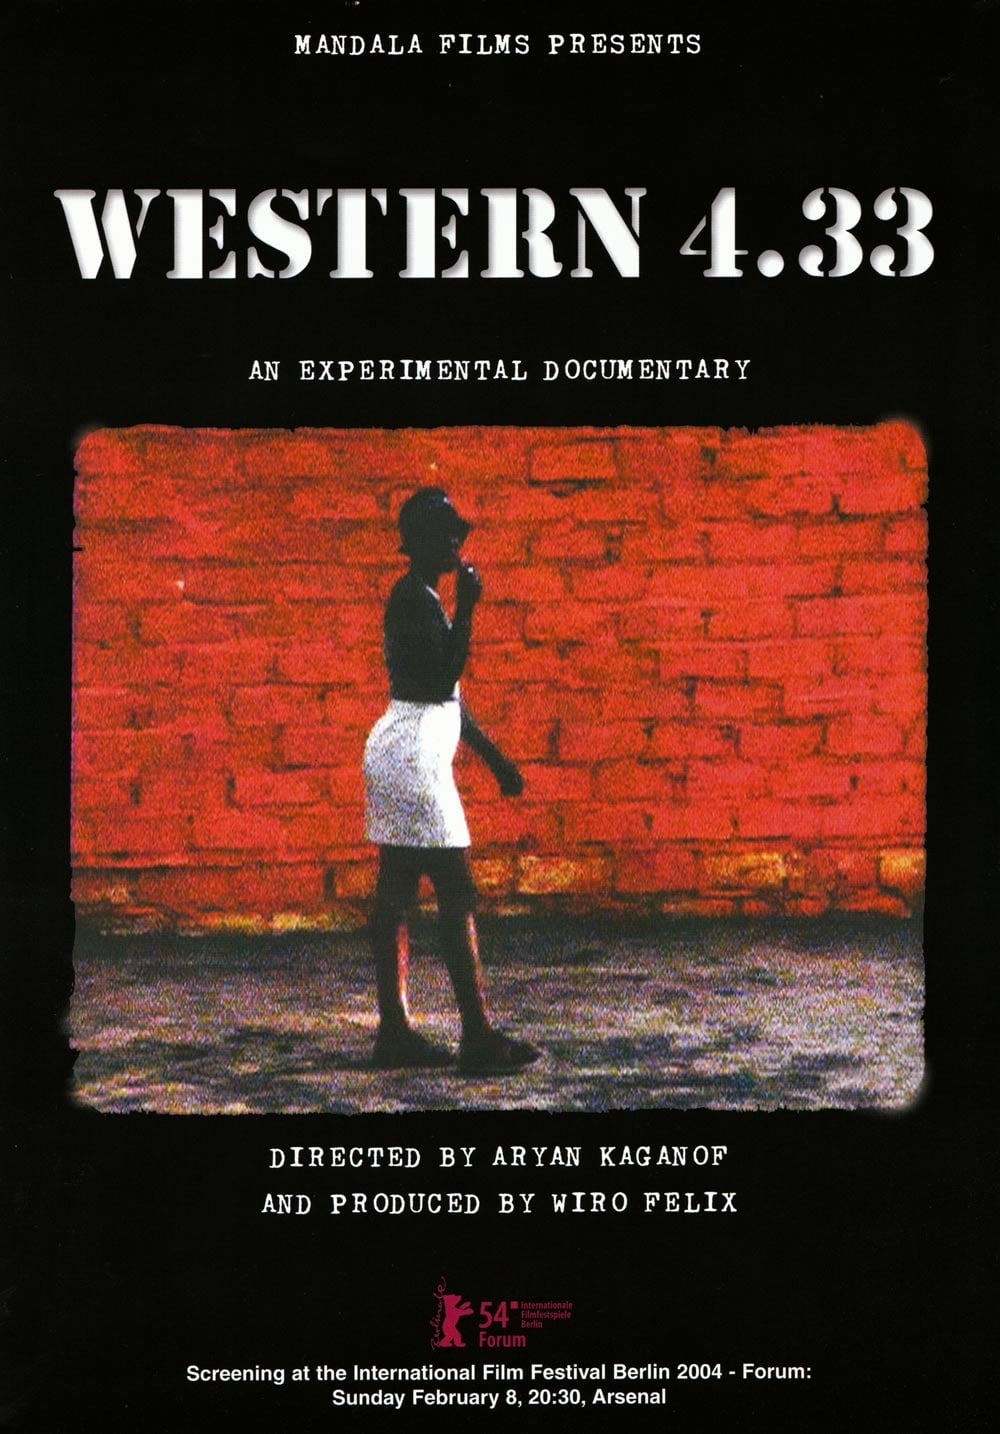 MANDALA FILMS PRESENTS
WESTERN 4.33
AN EXPERIMENTAL DOCUMENTARY
DIRECTED BY ARYAN KAGANOF
AND PRODUCED BY WIRO FELIX
Berlinale
54
Internationale
Filmfestspiele
Berlin
Forum
Screening at the International Film Festival Berlin 2004 - Forum:
Sunday February 8, 20:30, Arsenal